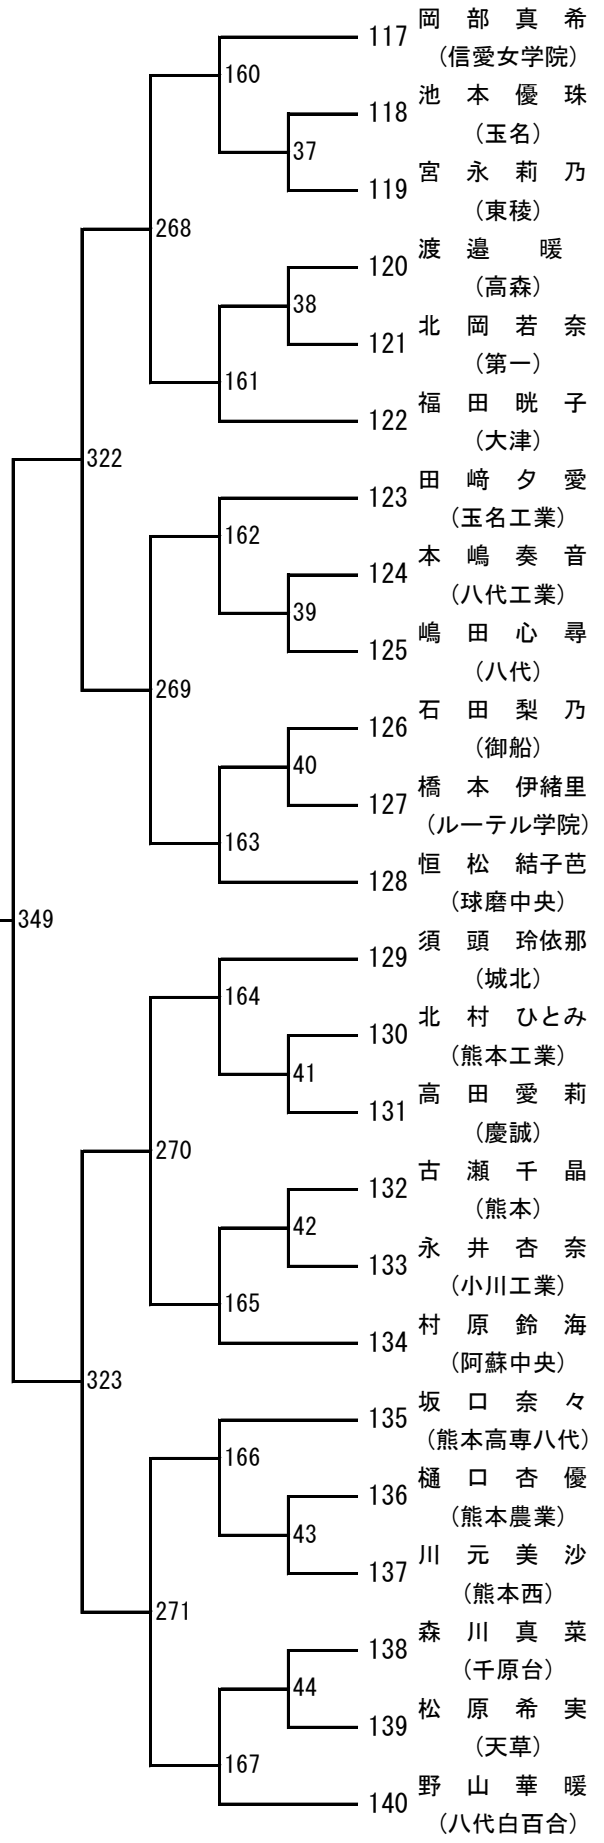 117 岡 部 真 希
(信愛女学院)
160
118 池 本 優 珠
(玉名)
37
119 宮 永 莉 乃
(東稜)
268
120 渡 邉 暖
(高森)
38
121 北 岡 若 奈
(第一)
161
122 福 田 晄 子
(大津)
322
123 田 﨑 夕 愛
(玉名工業)
162
124 本 嶋 奏 音
(八代工業)
39
125 嶋 田 心 尋
(八代)
269
126 石 田 梨 乃
(御船)
40
127 橋 本 伊緒里
(ルーテル学院)
163
128 恒 松 結子芭
(球磨中央)
349
129 須 頭 玲依那
(城北)
164
130 北 村 ひとみ
(熊本工業)
41
131 高 田 愛 莉
(慶誠)
270
132 古 瀬 千 晶
(熊本)
42
133 永 井 杏 奈
(小川工業)
165
134 村 原 鈴 海
(阿蘇中央)
323
135 坂 口 奈 々
(熊本高専八代)
166
136 樋 口 杏 優
(熊本農業)
43
137 川 元 美 沙
(熊本西)
271
138 森 川 真 菜
(千原台)
44
139 松 原 希 実
(天草)
167
140 野 山 華 暖
(八代白百合)